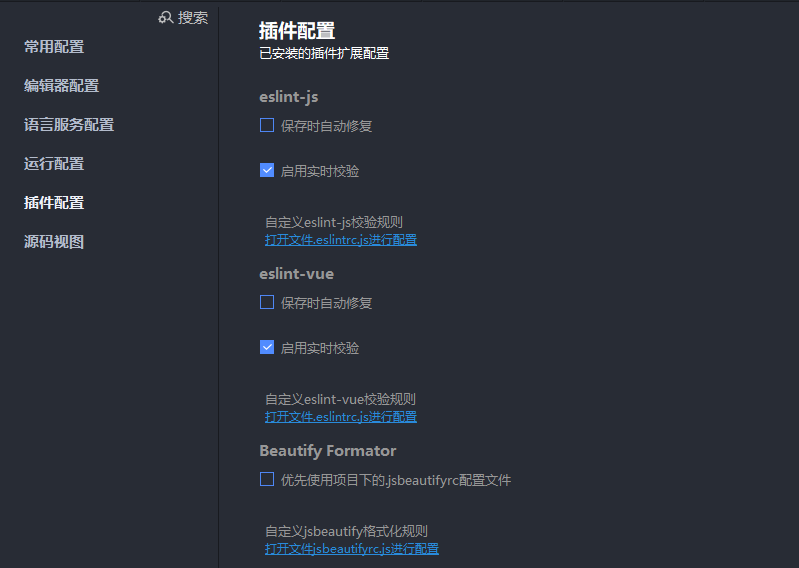 搜索
常用配置
编辑器配置
语言服务配置
运行配置
插件配置
源码视图
插件配置
已安装的插件扩展配置
eslint-js
保存时自动修复
启用实时校验
自定义eslint-js校验规则
打开文件.eslintrc.js进行配置
eslint-vue
保存时自动修复
启用实时校验
自定义eslint-vue校验规则
打开文件.eslintrc.js进行配置
Beautify Formator
优先使用项目下的.jsbeautifyrc配置文件
自定义jsbeautify格式化规则
打开文件jsbeautifyrc.js进行配置